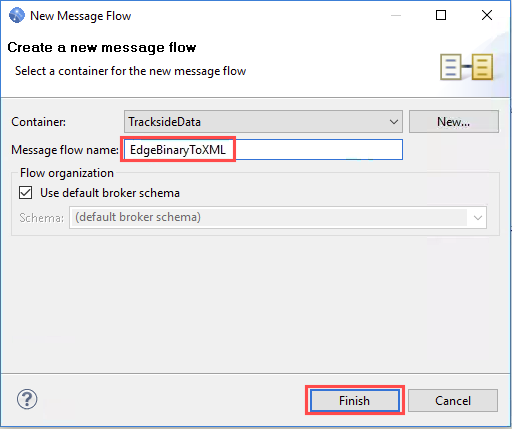 New Message Flow
Create a new message flow
Select a container for the new message flow
Container: TracksideData New...
Message flow name: EdgeBinaryToXML
Flow organization
Use default broker schema
Schema: (default broker schema)
? Finish Cancel